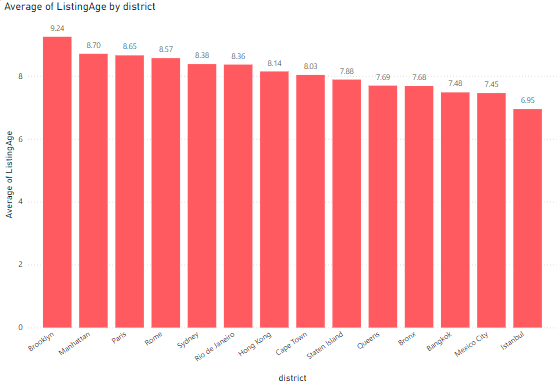 Average of ListingAge by district
Average of ListingAge
8
6
4
2
0
9.24
8.70
8.65
8.57
8.38
8.36
8.14
8.03
7.88
7.69
7.68
7.48
7.45
6.95
Brooklyn
Manhattan
Paris
Rome
Sydney
Rio de Janeiro
Hong Kong
Cape Town
Staten Island
Queens
Bronx
Bangkok
Mexico City
Istanbul
district